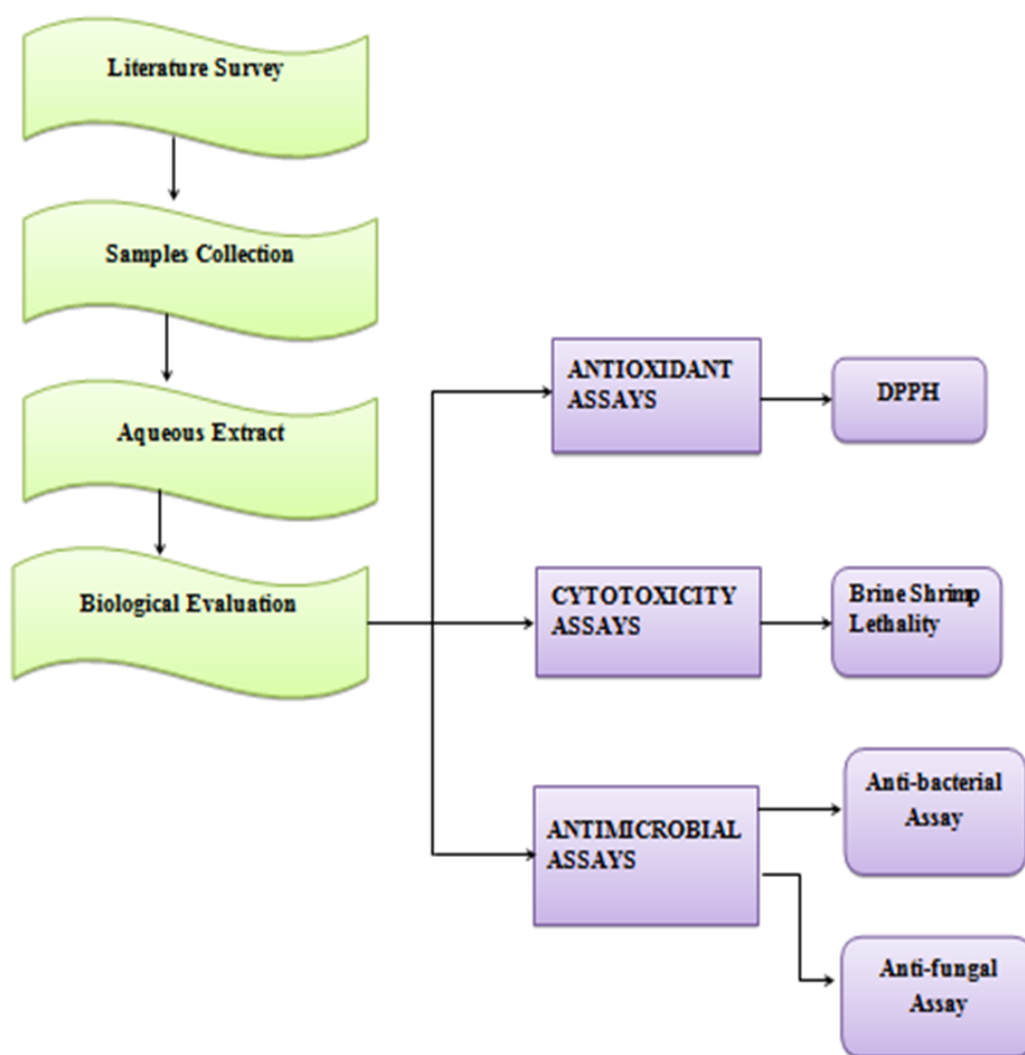 Literature Survey
Samples Collection
Aqueous Extract
Biological Evaluation
ANTIOXIDANT
ASSAYS
DPPH
CYTOTOXICITY
ASSAYS
Brine Shrimp
Lethality
ANTIMICROBIAL
ASSAYS
Anti-bacterial
Assay
Anti-fungal
Assay